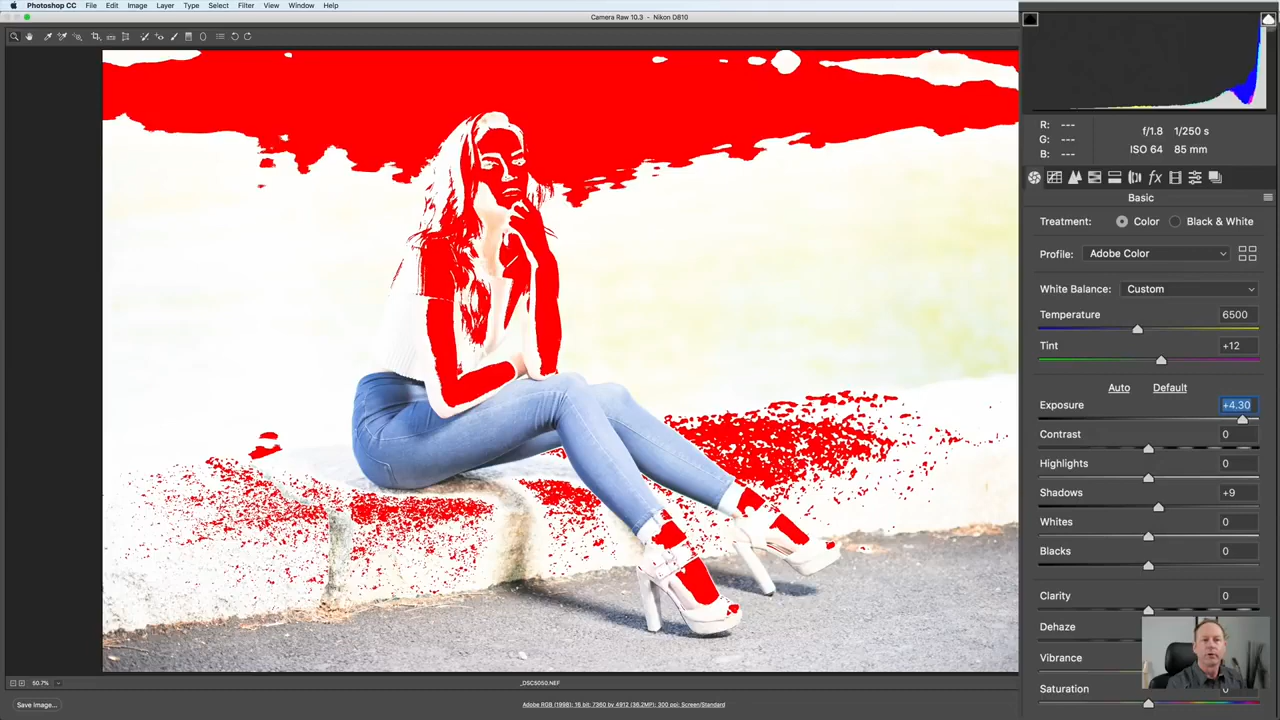 Photoshop CC File Edit Image Layer Type Select Filter View Window Help
Camera Raw 10.3 - Nikon D810
R: ---
G: ---
B: ---
f/1.8 1/250 s
ISO 64 85 mm
fx
Basic
Treatment: Color Black & White
Profile: Adobe Color
White Balance: Custom
Temperature 6500
Tint +12
Auto Default
Exposure +4.30
Contrast 0
Highlights 0
Shadows +9
Whites 0
Blacks 0
Clarity 0
Dehaze
Vibrance
Saturation 0
50.7% _DSC5050.NEF
Save Image... Adobe RGB (1998); 16 bit; 7360 by 4912 (36.2MP); 300 ppi; Screen/Standard